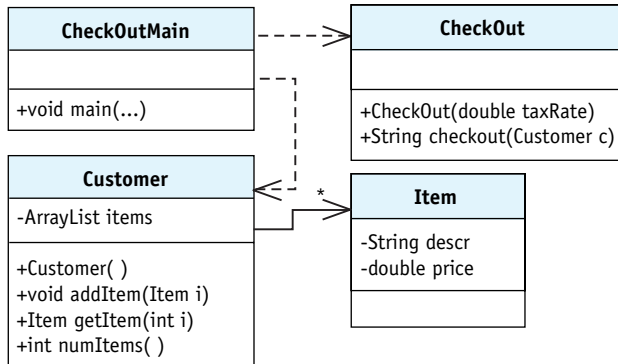 CheckOutMain
+void main(...)
CheckOut
+CheckOut(double taxRate)
+String checkout(Customer c)
Customer
-ArrayList items
+Customer( )
+void addItem(Item i)
+Item getItem(int i)
+int numItems( )
*
Item
-String descr
-double price